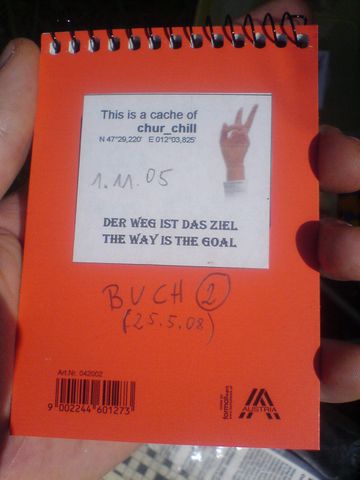 This is a cache of
chur_chill
N 47°29,220' E 012°03,825'
1.11.05
DER WEG IST DAS ZIEL
THE WAY IS THE GOAL
BUCH 2
(25.5.08)
Art.Nr. 042002
9 002244 601273
AUSTRIA